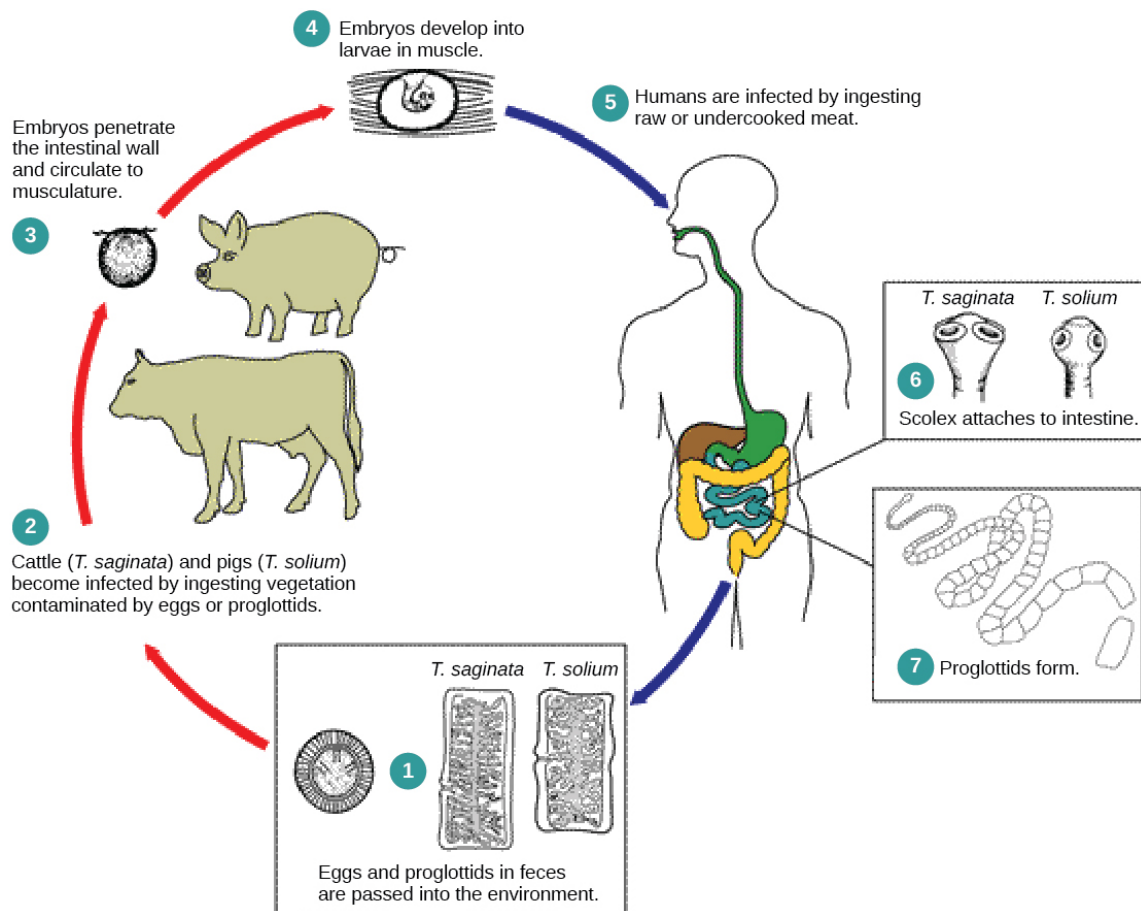 1
Eggs and proglottids in feces
are passed into the environment.
T. saginata
T. solium
2
Cattle (T. saginata) and pigs (T. solium)
become infected by ingesting vegetation
contaminated by eggs or proglottids.
3
Embryos penetrate
the intestinal wall
and circulate to
musculature.
4
Embryos develop into
larvae in muscle.
5
Humans are infected by ingesting
raw or undercooked meat.
6
T. saginata
T. solium
Scolex attaches to intestine.
7
Proglottids form.